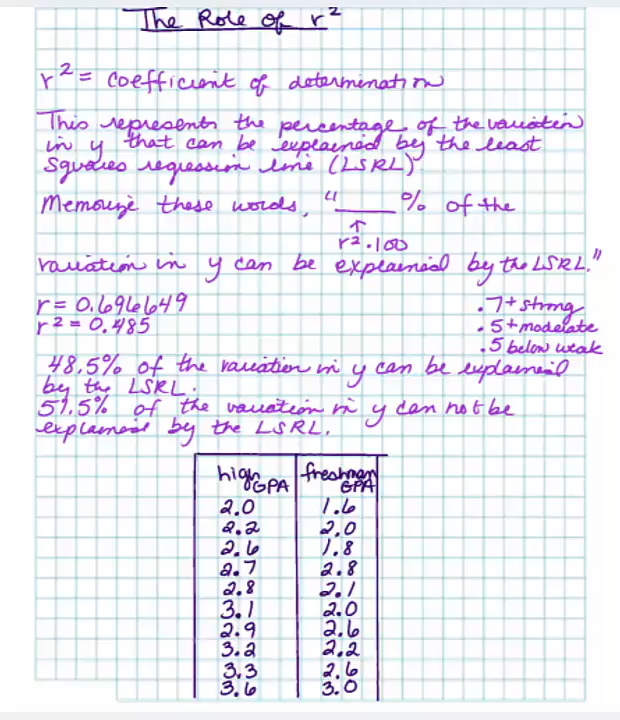 The Role of r²
r² = coefficient of determination
This represents the percentage of the variation
in y that can be explained by the least
squares regression line (LSRL).
Memorize these words, "____% of the
↑
r²·100
variation in y can be explained by the LSRL."
r = 0.696649
r² = 0.485
.7+ strong
.5+ moderate
.5 below weak
48.5% of the variation in y can be explained
by the LSRL.
51.5% of the variation in y can not be
explained by the LSRL.
high GPA freshman GPA
2.0 1.6
2.2 2.0
2.6 1.8
2.7 2.8
2.8 2.1
3.1 2.0
2.9 2.6
3.2 2.2
3.3 2.6
3.6 3.0